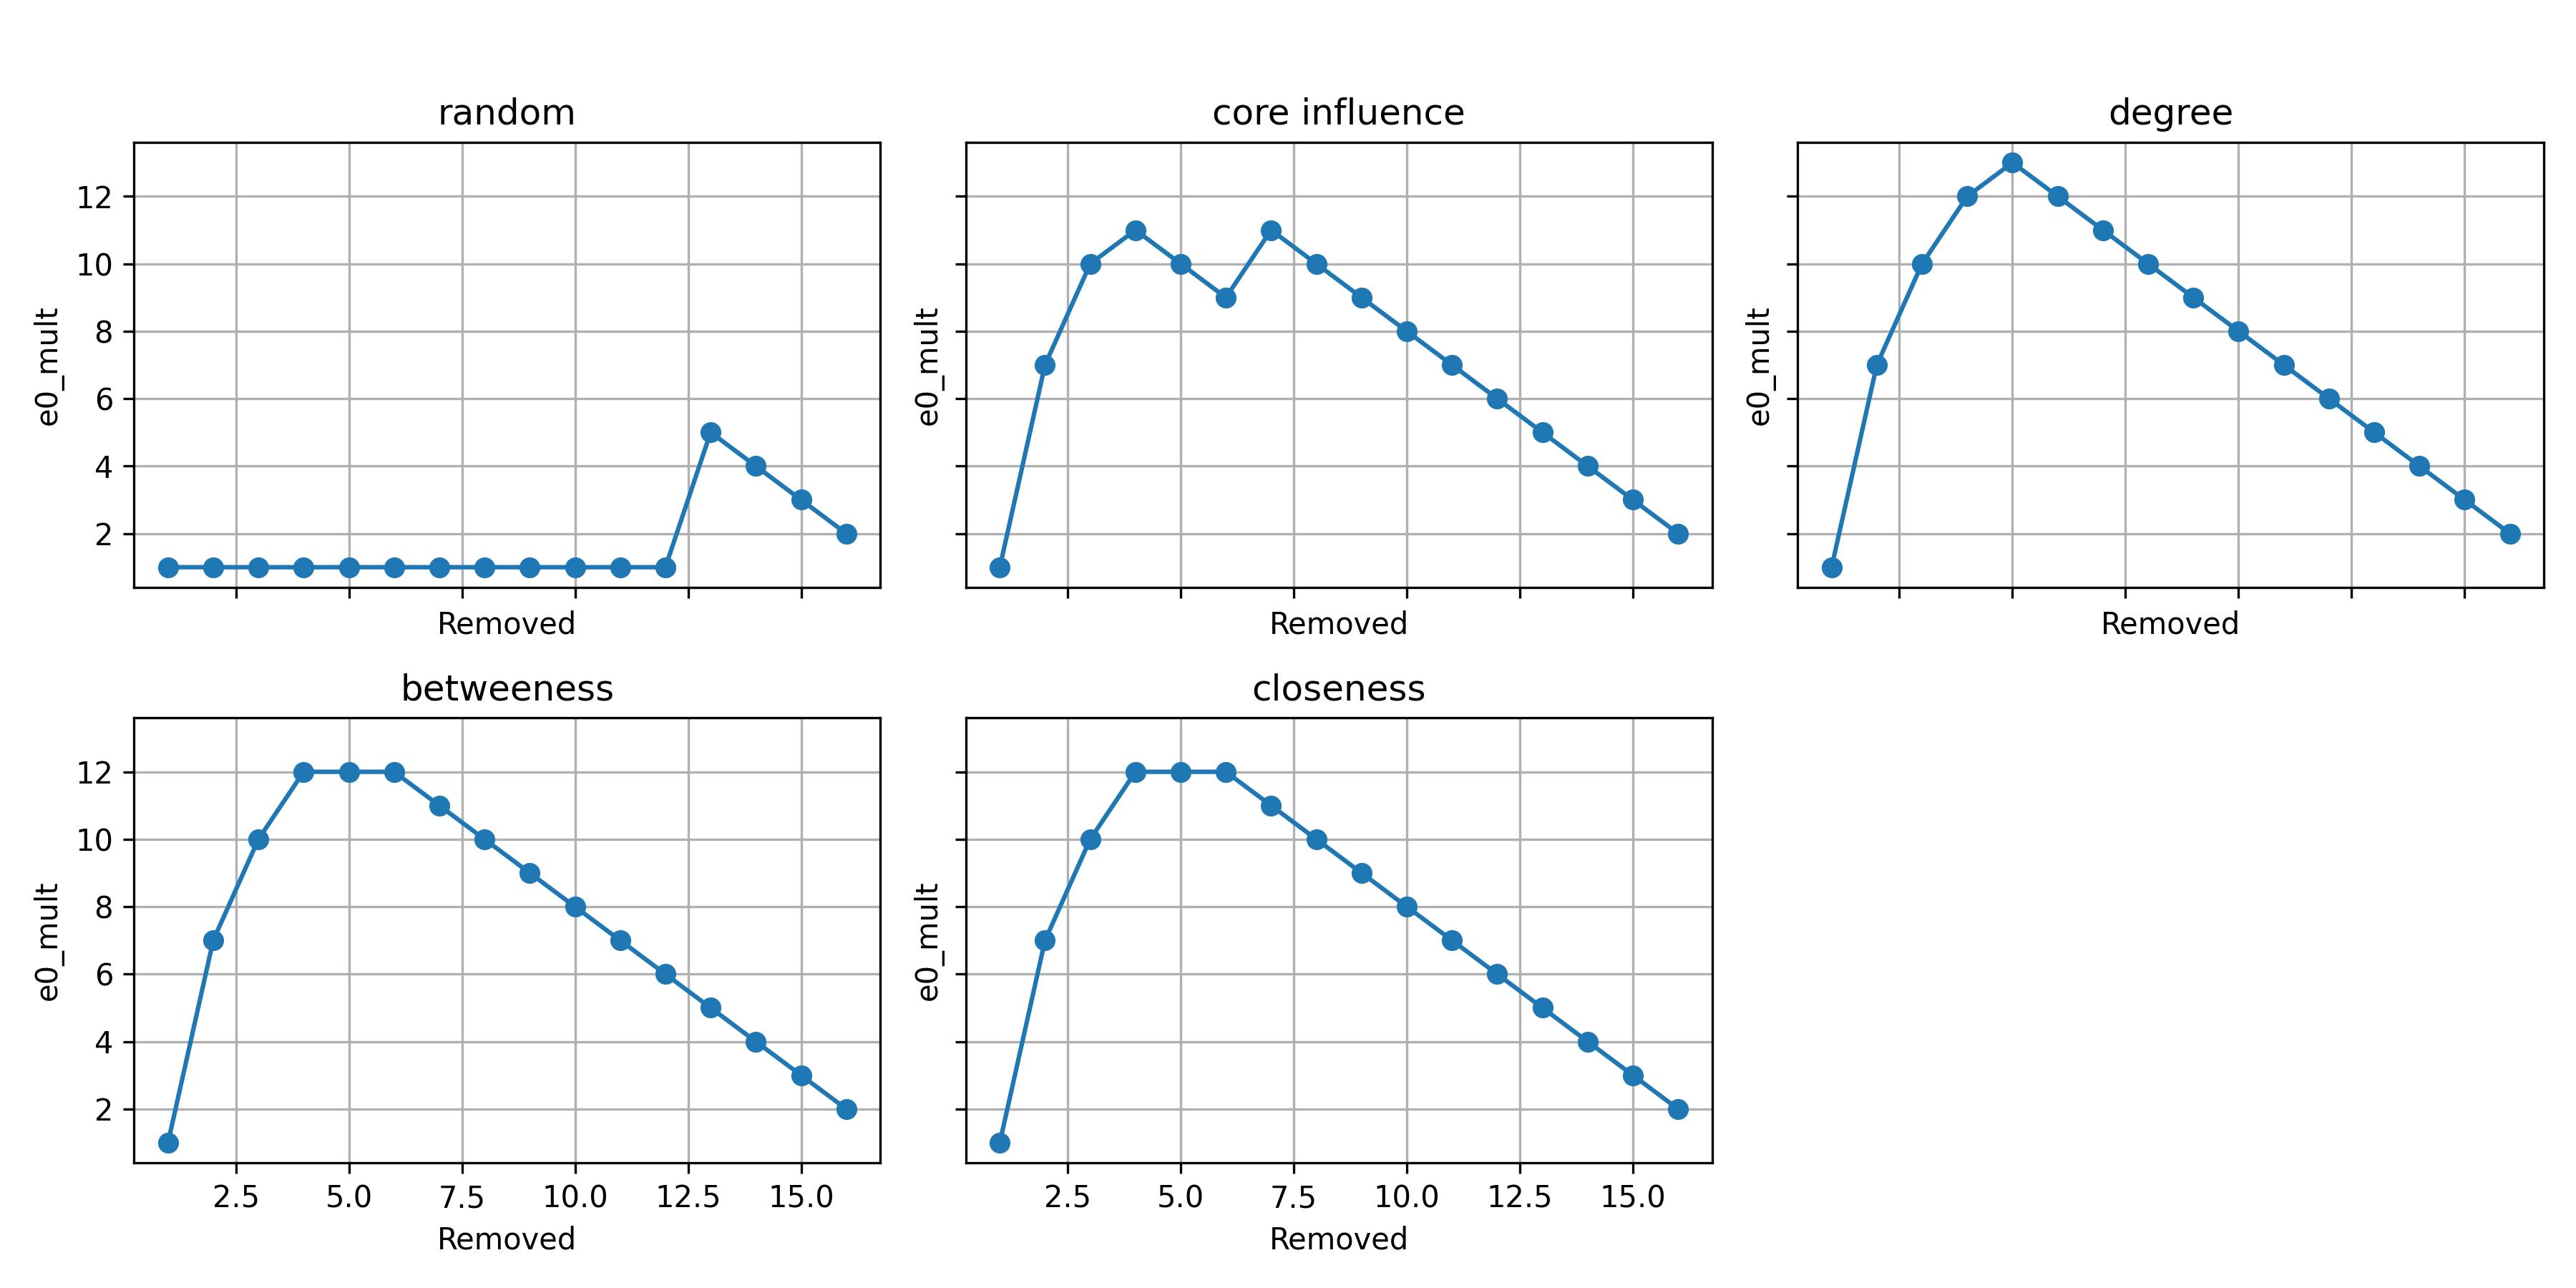 random
core influence
degree
12
10
8
6
4
2
e0_mult
e0_mult
e0_mult
Removed
Removed
Removed
betweeness
closeness
12
10
8
6
4
2
e0_mult
e0_mult
2.5 5.0 7.5 10.0 12.5 15.0
2.5 5.0 7.5 10.0 12.5 15.0
Removed
Removed